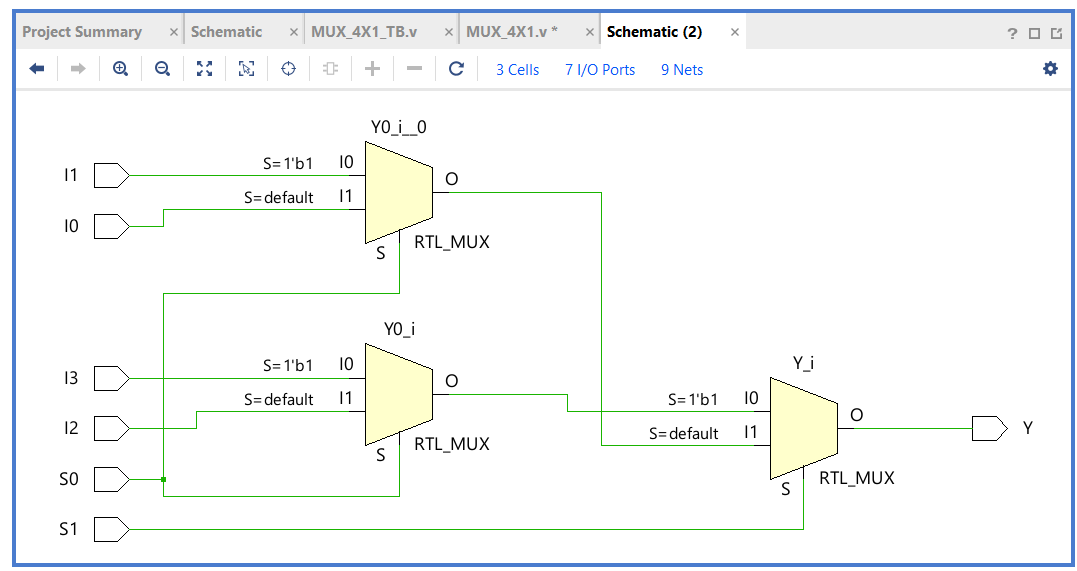 Project Summary × Schematic × MUX_4X1_TB.v × MUX_4X1.v * × Schematic (2) × ?
3 Cells 7 I/O Ports 9 Nets
Y0_i__0
I1 S=1'b1 I0
O
I0 S=default I1
S RTL_MUX
Y0_i
I3 S=1'b1 I0
O
I2 S=default I1
S RTL_MUX
S0
S1
Y_i
S=1'b1 I0
O
S=default I1
Y
S RTL_MUX